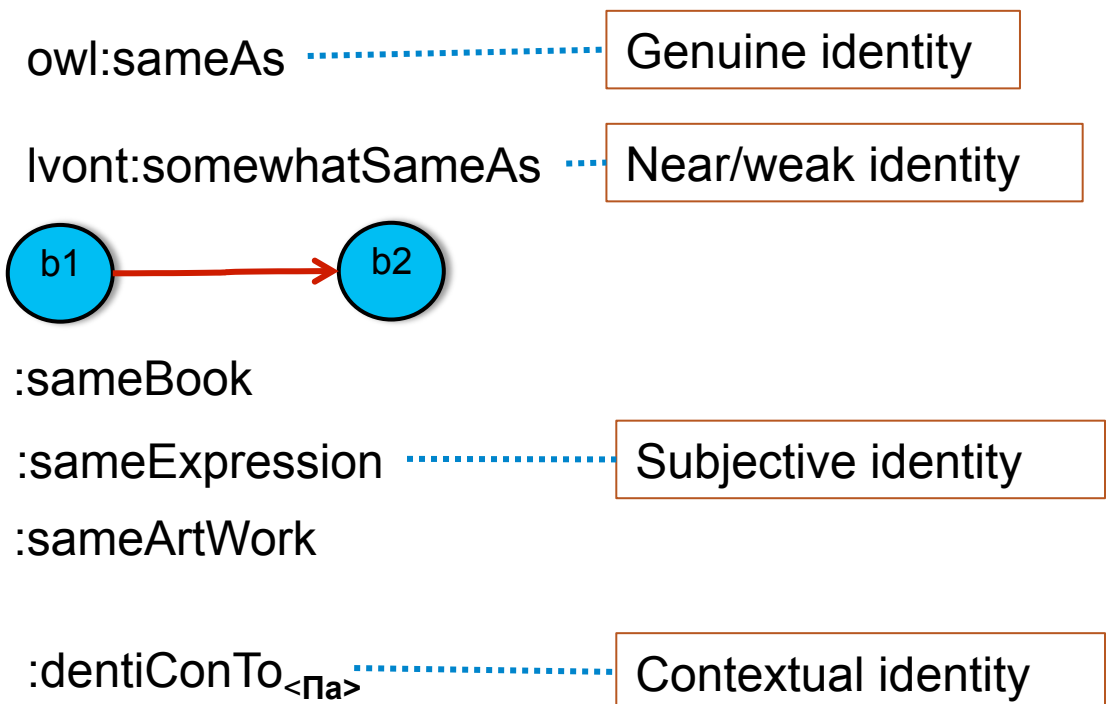 owl:sameAs Genuine identity
lvont:somewhatSameAs Near/weak identity
b1 b2
:sameBook
:sameExpression Subjective identity
:sameArtWork
:dentiConTo<Πa> Contextual identity